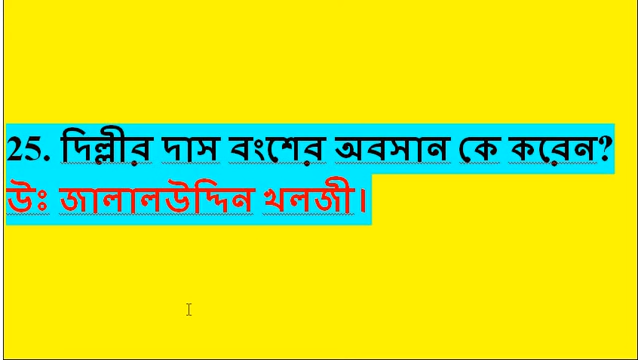 25. দিল্লীর দাস বংশের অবসান কে করেন?
উঃ জালালউদ্দিন খলজী।